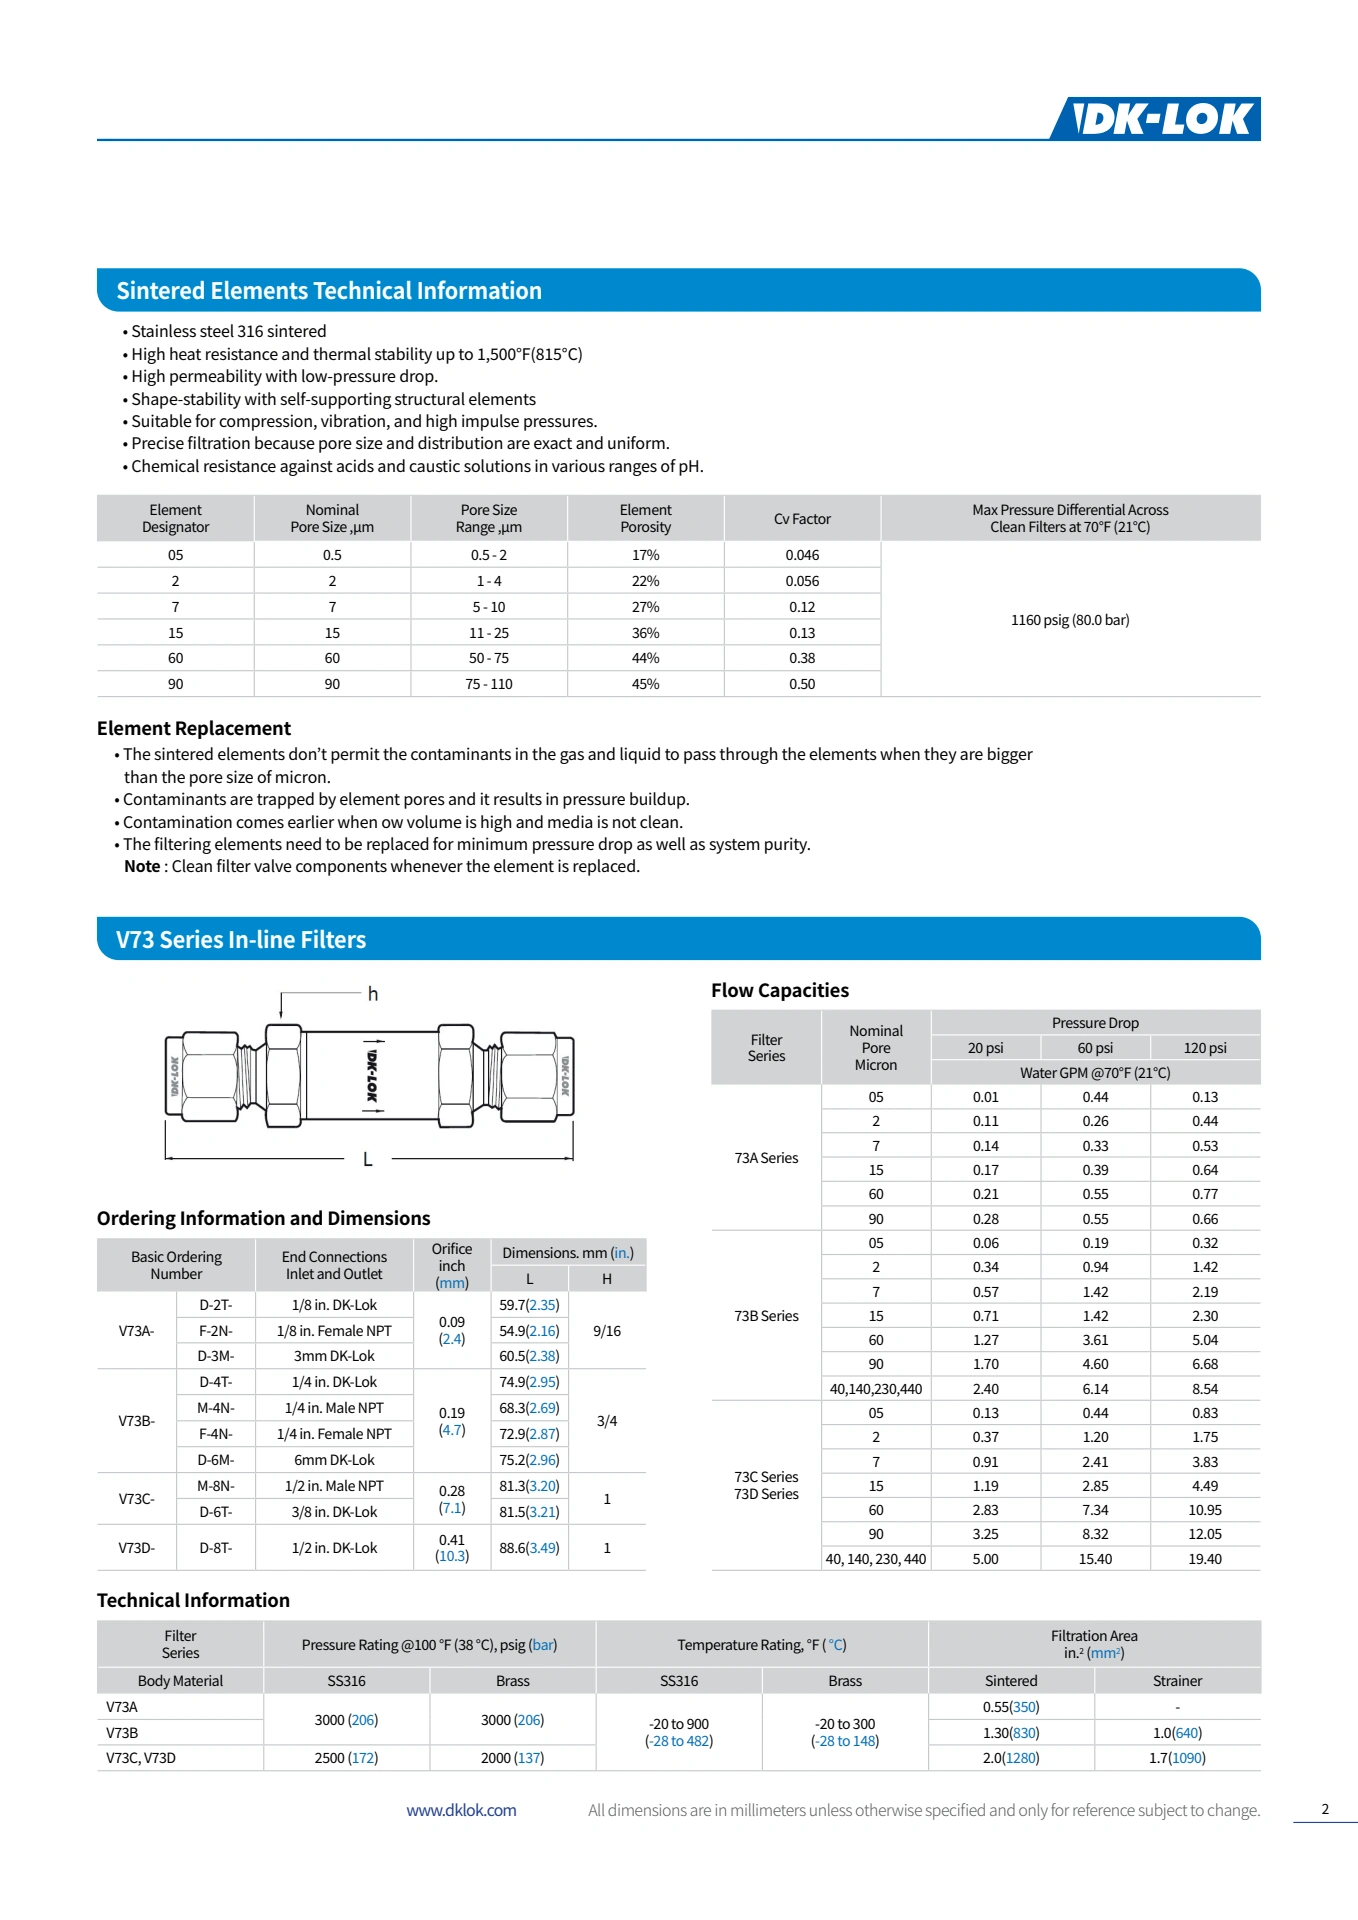 DK-LOK
Sintered Elements Technical Information
• Stainless steel 316 sintered
• High heat resistance and thermal stability up to 1,500°F(815°C)
• High permeability with low-pressure drop.
• Shape-stability with self-supporting structural elements
• Suitable for compression, vibration, and high impulse pressures.
• Precise filtration because pore size and distribution are exact and uniform.
• Chemical resistance against acids and caustic solutions in various ranges of pH.
Element Designator Nominal Pore Size ,μm Pore Size Range ,μm Element Porosity Cv Factor Max Pressure Differential Across Clean Filters at 70°F (21°C)
05 0.5 0.5 - 2 17% 0.046
2 2 1 - 4 22% 0.056
7 7 5 - 10 27% 0.12
1160 psig (80.0 bar)
15 15 11 - 25 36% 0.13
60 60 50 - 75 44% 0.38
90 90 75 - 110 45% 0.50
Element Replacement
• The sintered elements don’t permit the contaminants in the gas and liquid to pass through the elements when they are bigger
than the pore size of micron.
• Contaminants are trapped by element pores and it results in pressure buildup.
• Contamination comes earlier when ow volume is high and media is not clean.
• The filtering elements need to be replaced for minimum pressure drop as well as system purity.
Note : Clean filter valve components whenever the element is replaced.
V73 Series In-line Filters
h
DK-LOK
DK-LOK
DK-LOK
L
Ordering Information and Dimensions
Basic Ordering Number End Connections Inlet and Outlet Orifice inch (mm) Dimensions. mm (in.)
L H
V73A- D-2T- 1/8 in. DK-Lok 0.09 (2.4) 59.7(2.35) 9/16
F-2N- 1/8 in. Female NPT 54.9(2.16)
D-3M- 3mm DK-Lok 60.5(2.38)
V73B- D-4T- 1/4 in. DK-Lok 0.19 (4.7) 74.9(2.95) 3/4
M-4N- 1/4 in. Male NPT 68.3(2.69)
F-4N- 1/4 in. Female NPT 72.9(2.87)
D-6M- 6mm DK-Lok 75.2(2.96)
V73C- M-8N- 1/2 in. Male NPT 0.28 (7.1) 81.3(3.20) 1
D-6T- 3/8 in. DK-Lok 81.5(3.21)
V73D- D-8T- 1/2 in. DK-Lok 0.41 (10.3) 88.6(3.49) 1
Flow Capacities
Filter Series Nominal Pore Micron Pressure Drop
20 psi 60 psi 120 psi
Water GPM @70°F (21°C)
73A Series
05 0.01 0.44 0.13
2 0.11 0.26 0.44
7 0.14 0.33 0.53
15 0.17 0.39 0.64
60 0.21 0.55 0.77
90 0.28 0.55 0.66
73B Series
05 0.06 0.19 0.32
2 0.34 0.94 1.42
7 0.57 1.42 2.19
15 0.71 1.42 2.30
60 1.27 3.61 5.04
90 1.70 4.60 6.68
40,140,230,440 2.40 6.14 8.54
73C Series
73D Series
05 0.13 0.44 0.83
2 0.37 1.20 1.75
7 0.91 2.41 3.83
15 1.19 2.85 4.49
60 2.83 7.34 10.95
90 3.25 8.32 12.05
40, 140, 230, 440 5.00 15.40 19.40
Technical Information
Filter Series Pressure Rating @100 °F (38 °C), psig (bar) Temperature Rating, °F ( °C) Filtration Area in.² (mm²)
Body Material SS316 Brass SS316 Brass Sintered Strainer
V73A 3000 (206) 3000 (206) -20 to 900 (-28 to 482) -20 to 300 (-28 to 148) 0.55(350) -
V73B 1.30(830) 1.0(640)
V73C, V73D 2500 (172) 2000 (137) 2.0(1280) 1.7(1090)
www.dklok.com All dimensions are in millimeters unless otherwise specified and only for reference subject to change. 2